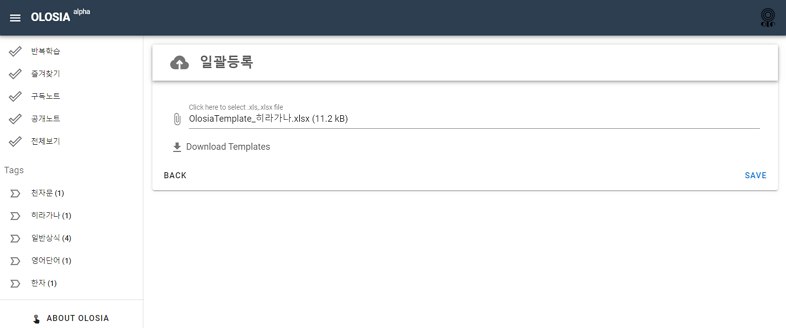 OLOSIA alpha
반복학습
즐겨찾기
구독노트
공개노트
전체보기
Tags
천자문 (1)
히라가나 (1)
일반상식 (4)
영어단어 (1)
한자 (1)
ABOUT OLOSIA
일괄등록
Click here to select .xls,.xlsx file
OlosiaTemplate_히라가나.xlsx (11.2 kB)
Download Templates
BACK
SAVE